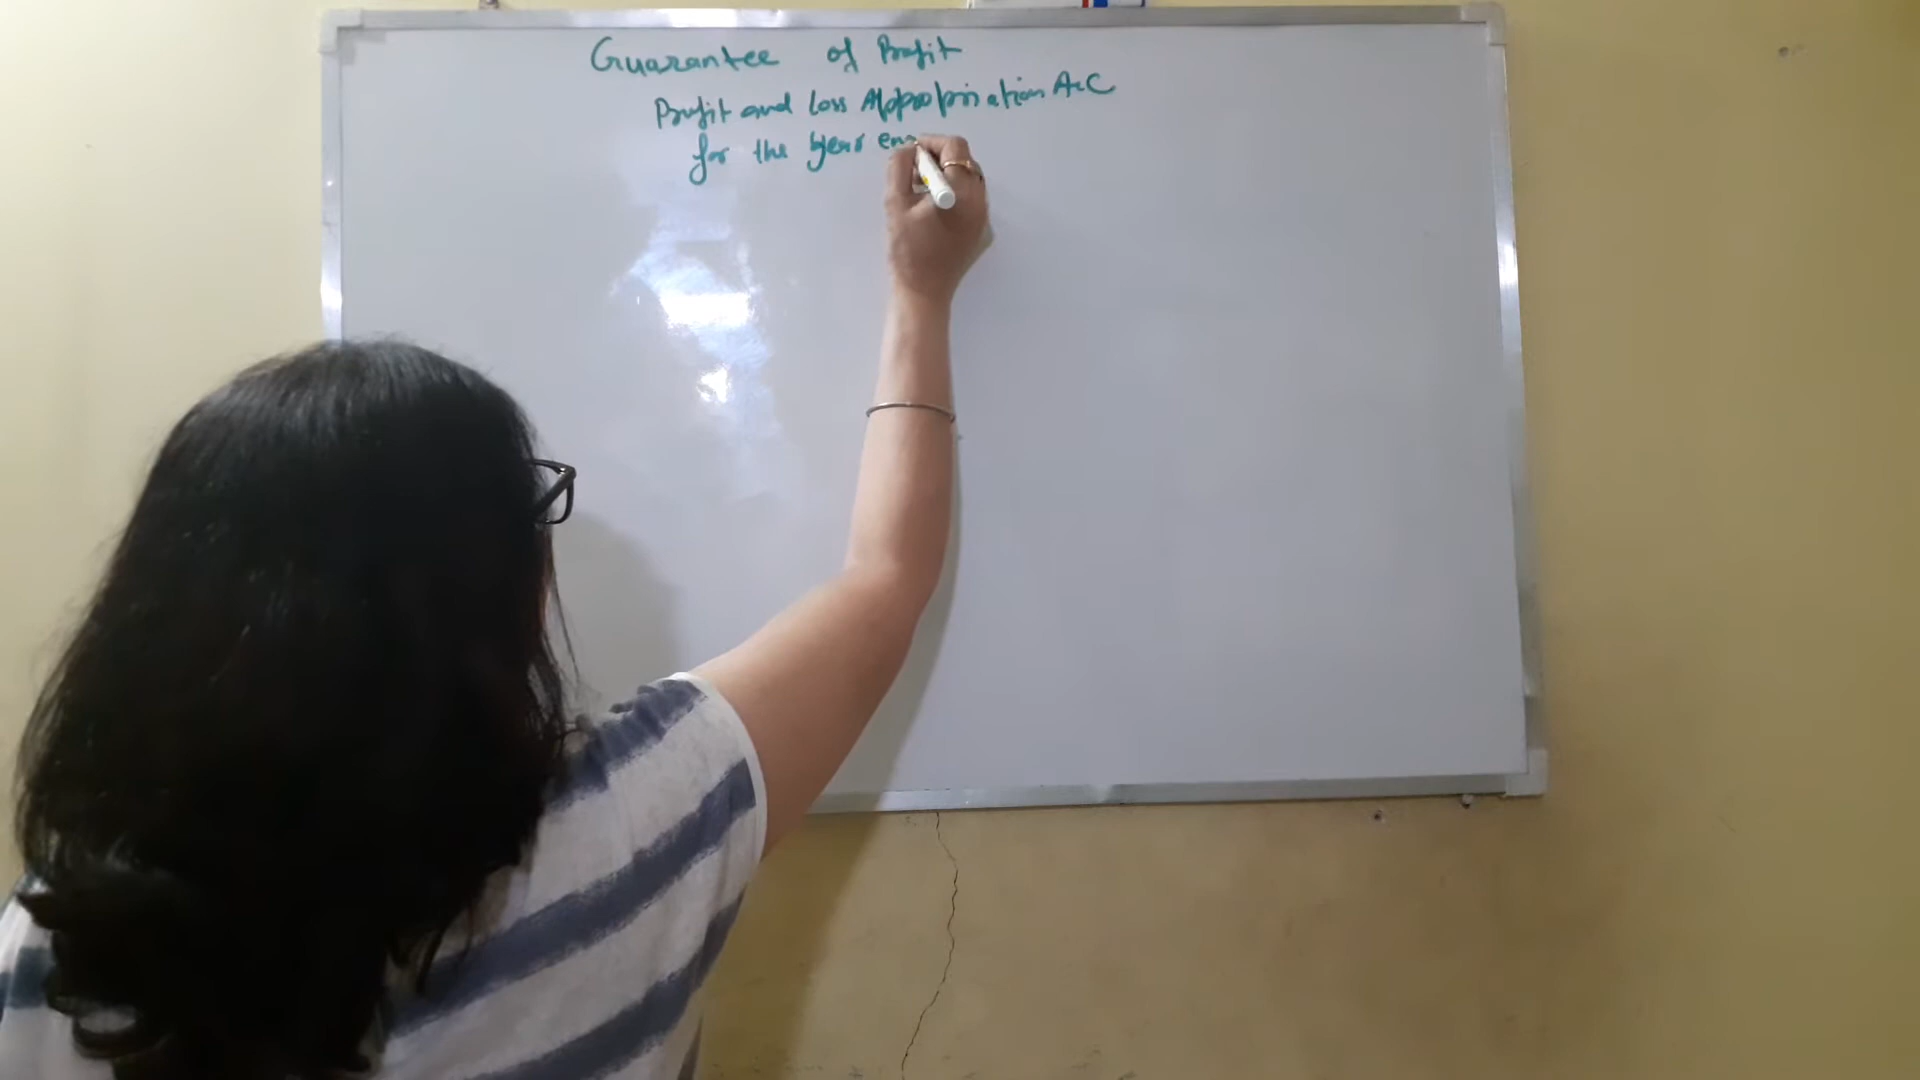 Guarantee of Profit
Profit and Loss Appropriation A/C
for the year en